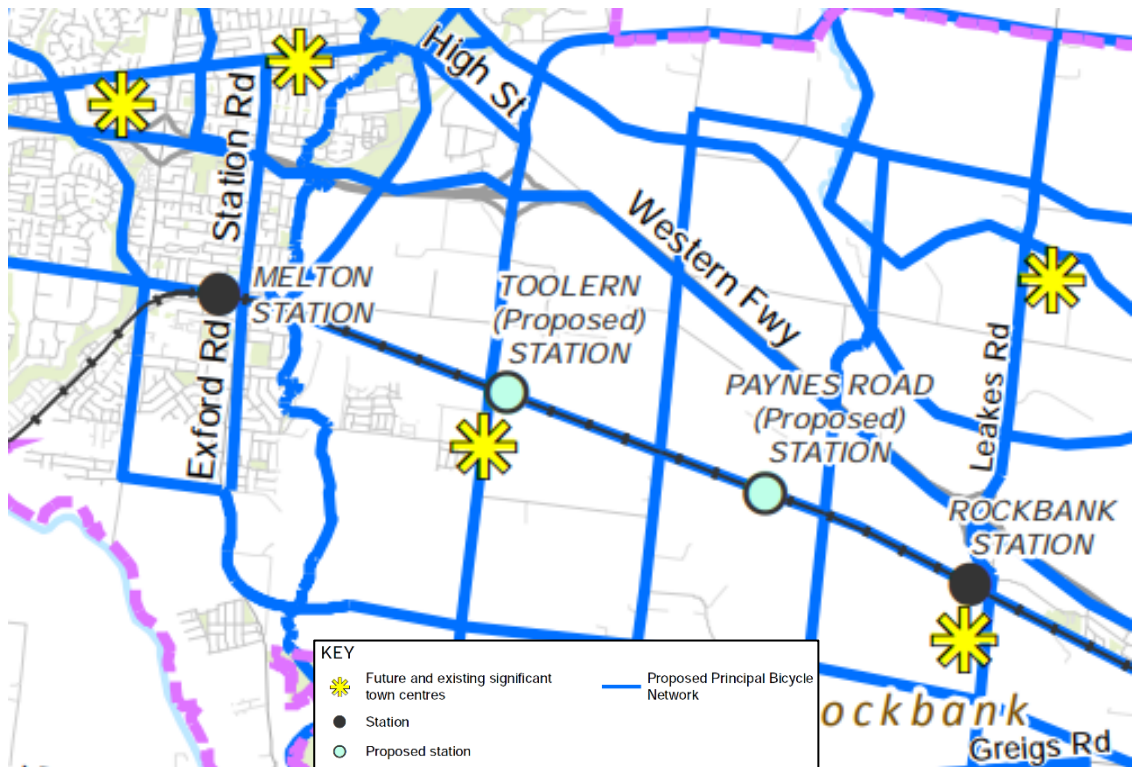 High St
Station Rd
Western Fwy
MELTON
STATION
TOOLERN
(Proposed)
STATION
Exford Rd
PAYNES ROAD
(Proposed)
STATION
Leakes Rd
ROCKBANK
STATION
KEY
Future and existing significant
town centres
Proposed Principal Bicycle
Network
Station
Proposed station
ockbank
Greigs Rd